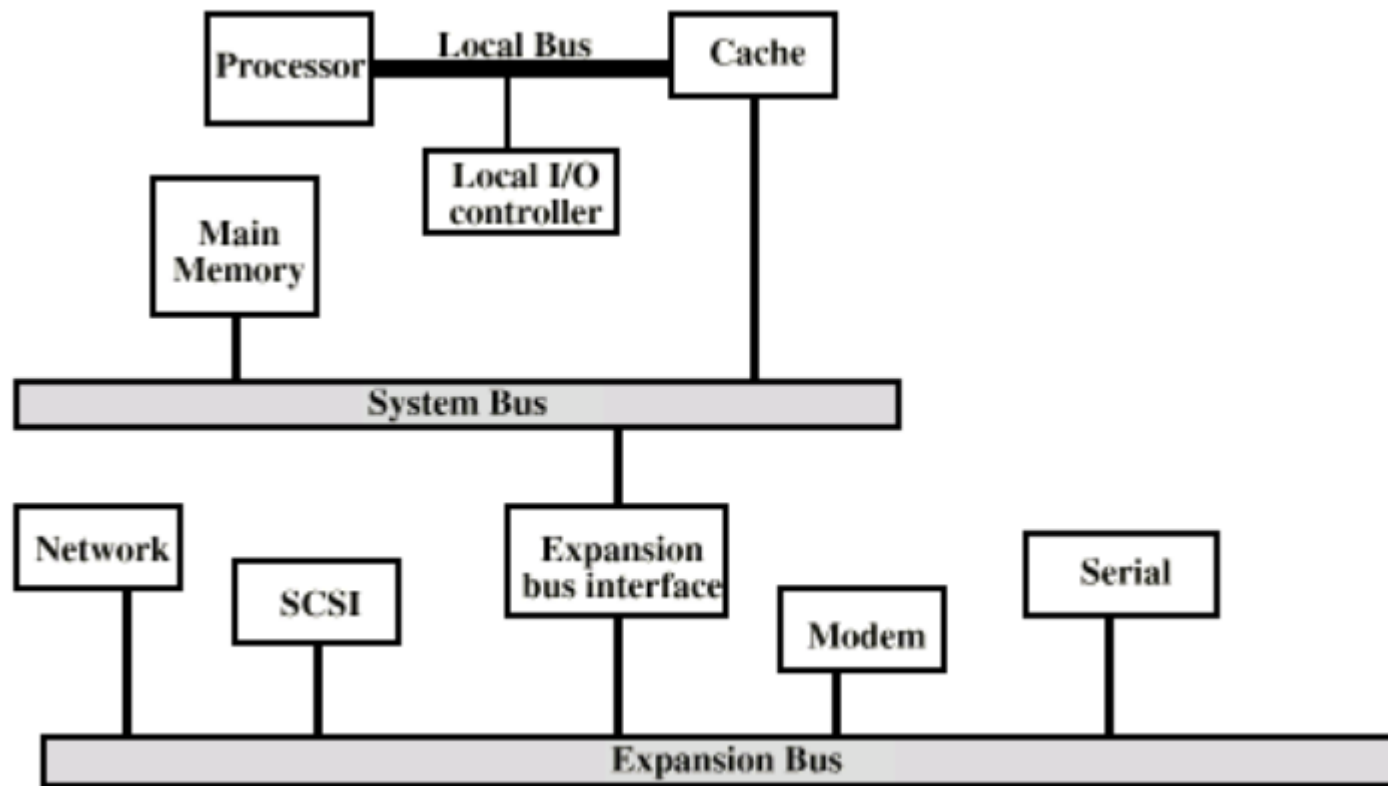 Processor
Local Bus
Cache
Local I/O
controller
Main
Memory
System Bus
Network
SCSI
Expansion
bus interface
Modem
Serial
Expansion Bus